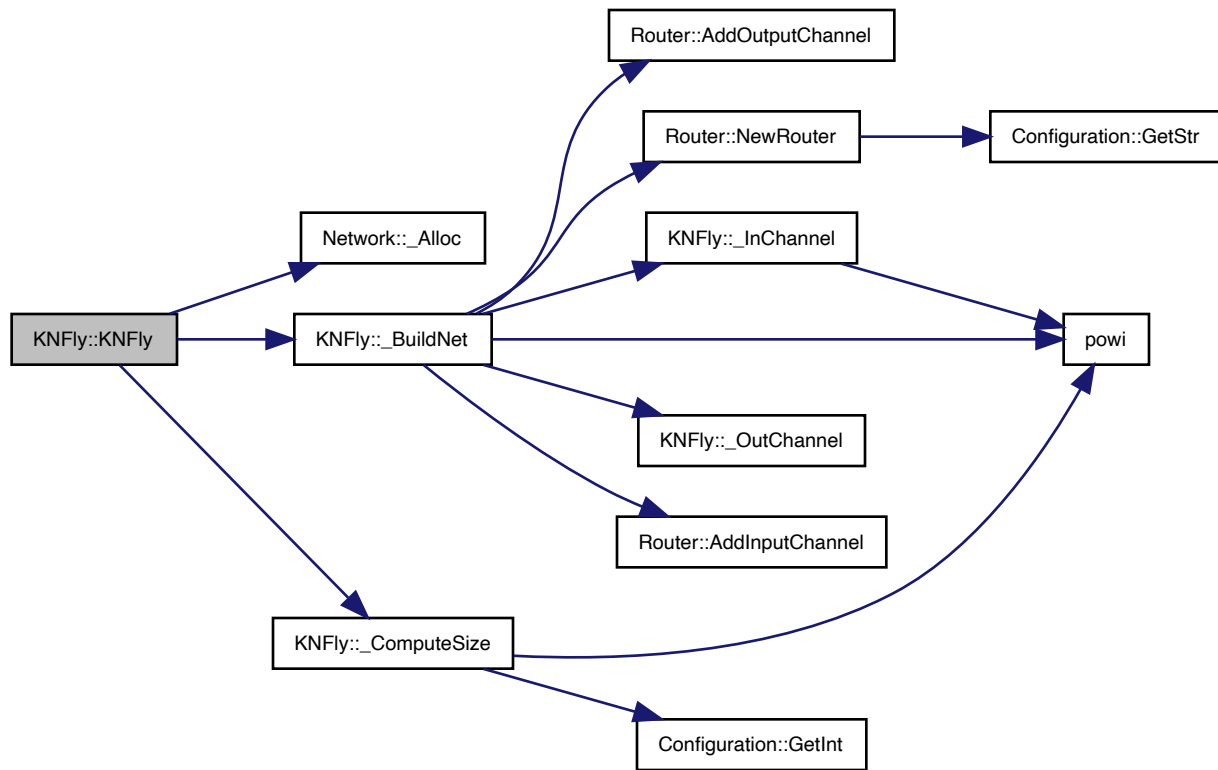 Router::AddOutputChannel
Router::NewRouter
Configuration::GetStr
Network::_Alloc
KNFly::_InChannel
KNFly::KNFly
KNFly::_BuildNet
powi
KNFly::_OutChannel
Router::AddInputChannel
KNFly::_ComputeSize
Configuration::GetInt